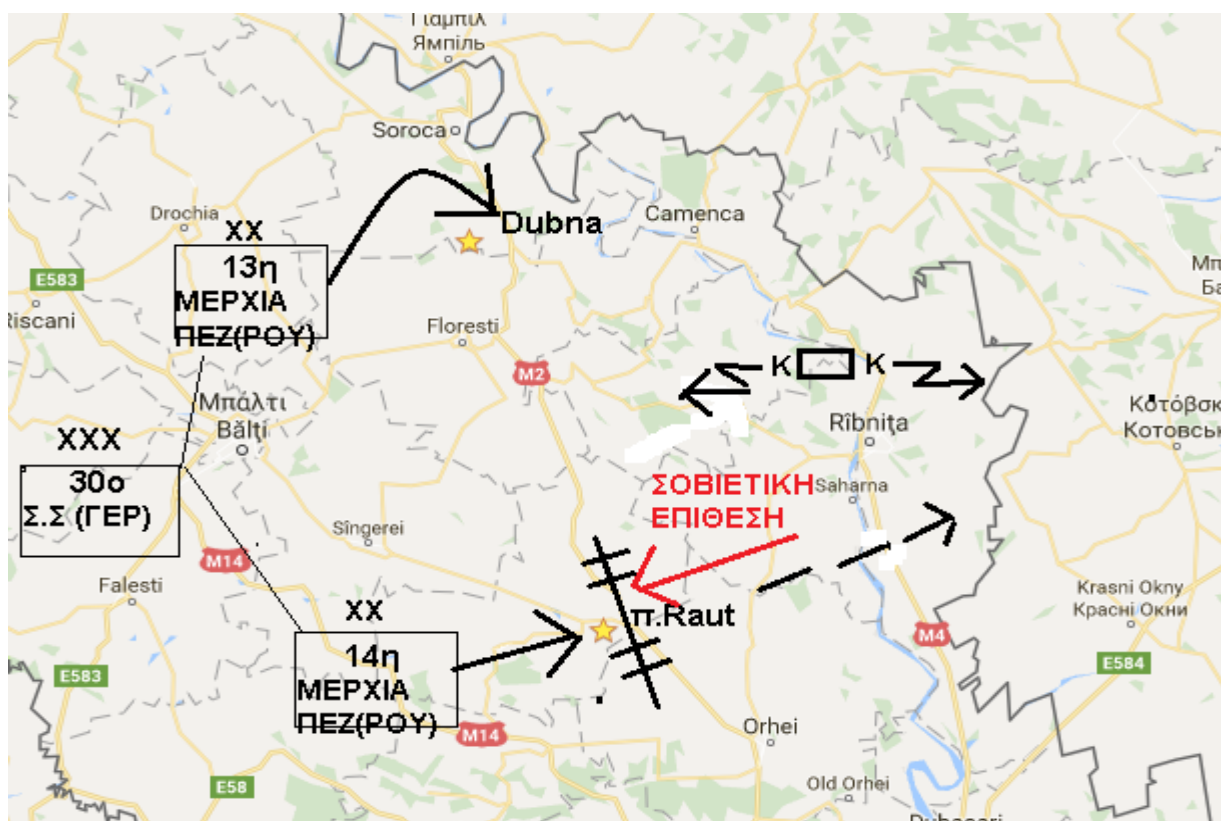 Γιαμπίλ
Ямпіль
Soroca
Drochia
Dubna
Camenca
XX
13η
ΜΕΡΧΙΑ
ΠΕΖ(ΡΟΥ)
E583
Riscani
Floresti
M2
Κ Κ
Μπάλτι
Bălți
Rîbnița
Κοτόβσκ
Котовськ
XXX
30ο
Σ.Σ (ΓΕΡ)
ΣΟΒΙΕΤΙΚΗ
ΕΠΙΘΕΣΗ
Saharna
Sîngerei
M14
Falesti
π.Raut
Krasni Okny
Красні Окни
XX
14η
ΜΕΡΧΙΑ
ΠΕΖ(ΡΟΥ)
M4
E584
E583
M14
Orhei
E58
Old Orhei